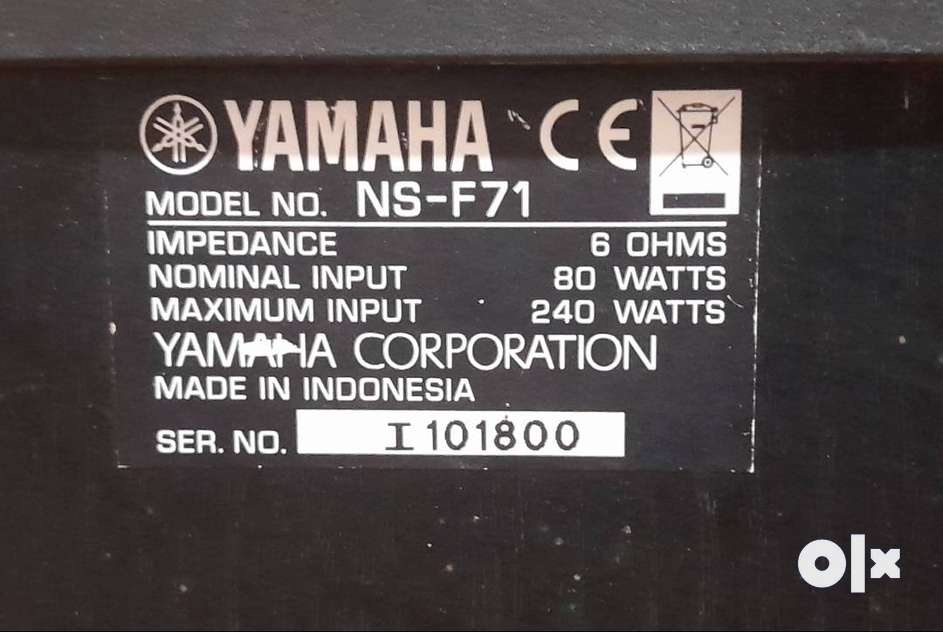 YAMAHA CE
MODEL NO. NS-F71
IMPEDANCE 6 OHMS
NOMINAL INPUT 80 WATTS
MAXIMUM INPUT 240 WATTS
YAMAHA CORPORATION
MADE IN INDONESIA
SER. NO. I101800
olx